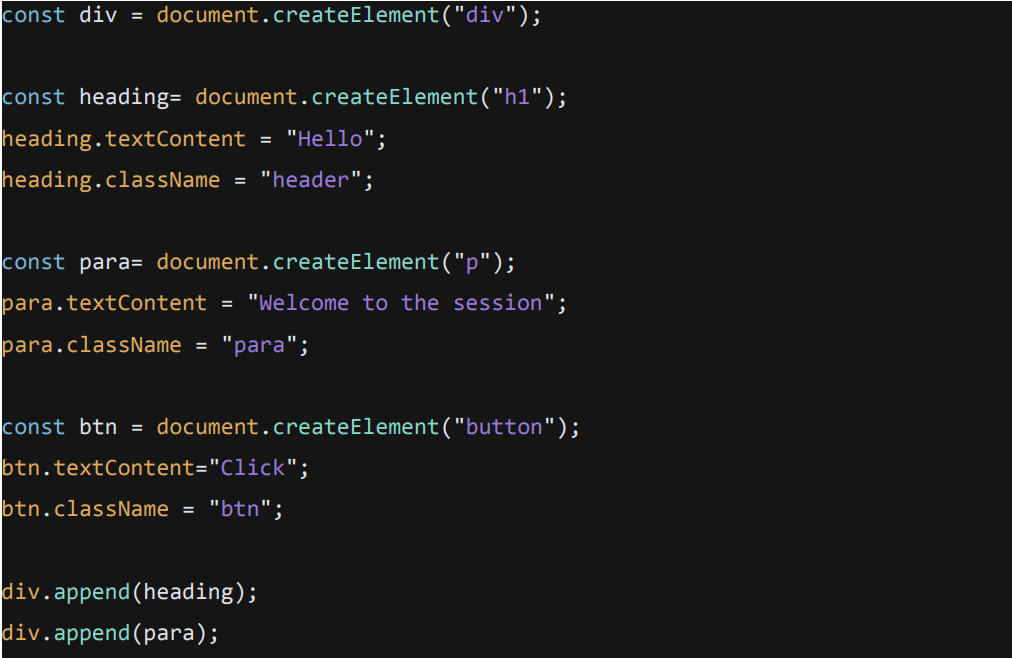 const div = document.createElement("div");
const heading= document.createElement("h1");
heading.textContent = "Hello";
heading.className = "header";
const para= document.createElement("p");
para.textContent = "Welcome to the session";
para.className = "para";
const btn = document.createElement("button");
btn.textContent="Click";
btn.className = "btn";
div.append(heading);
div.append(para);